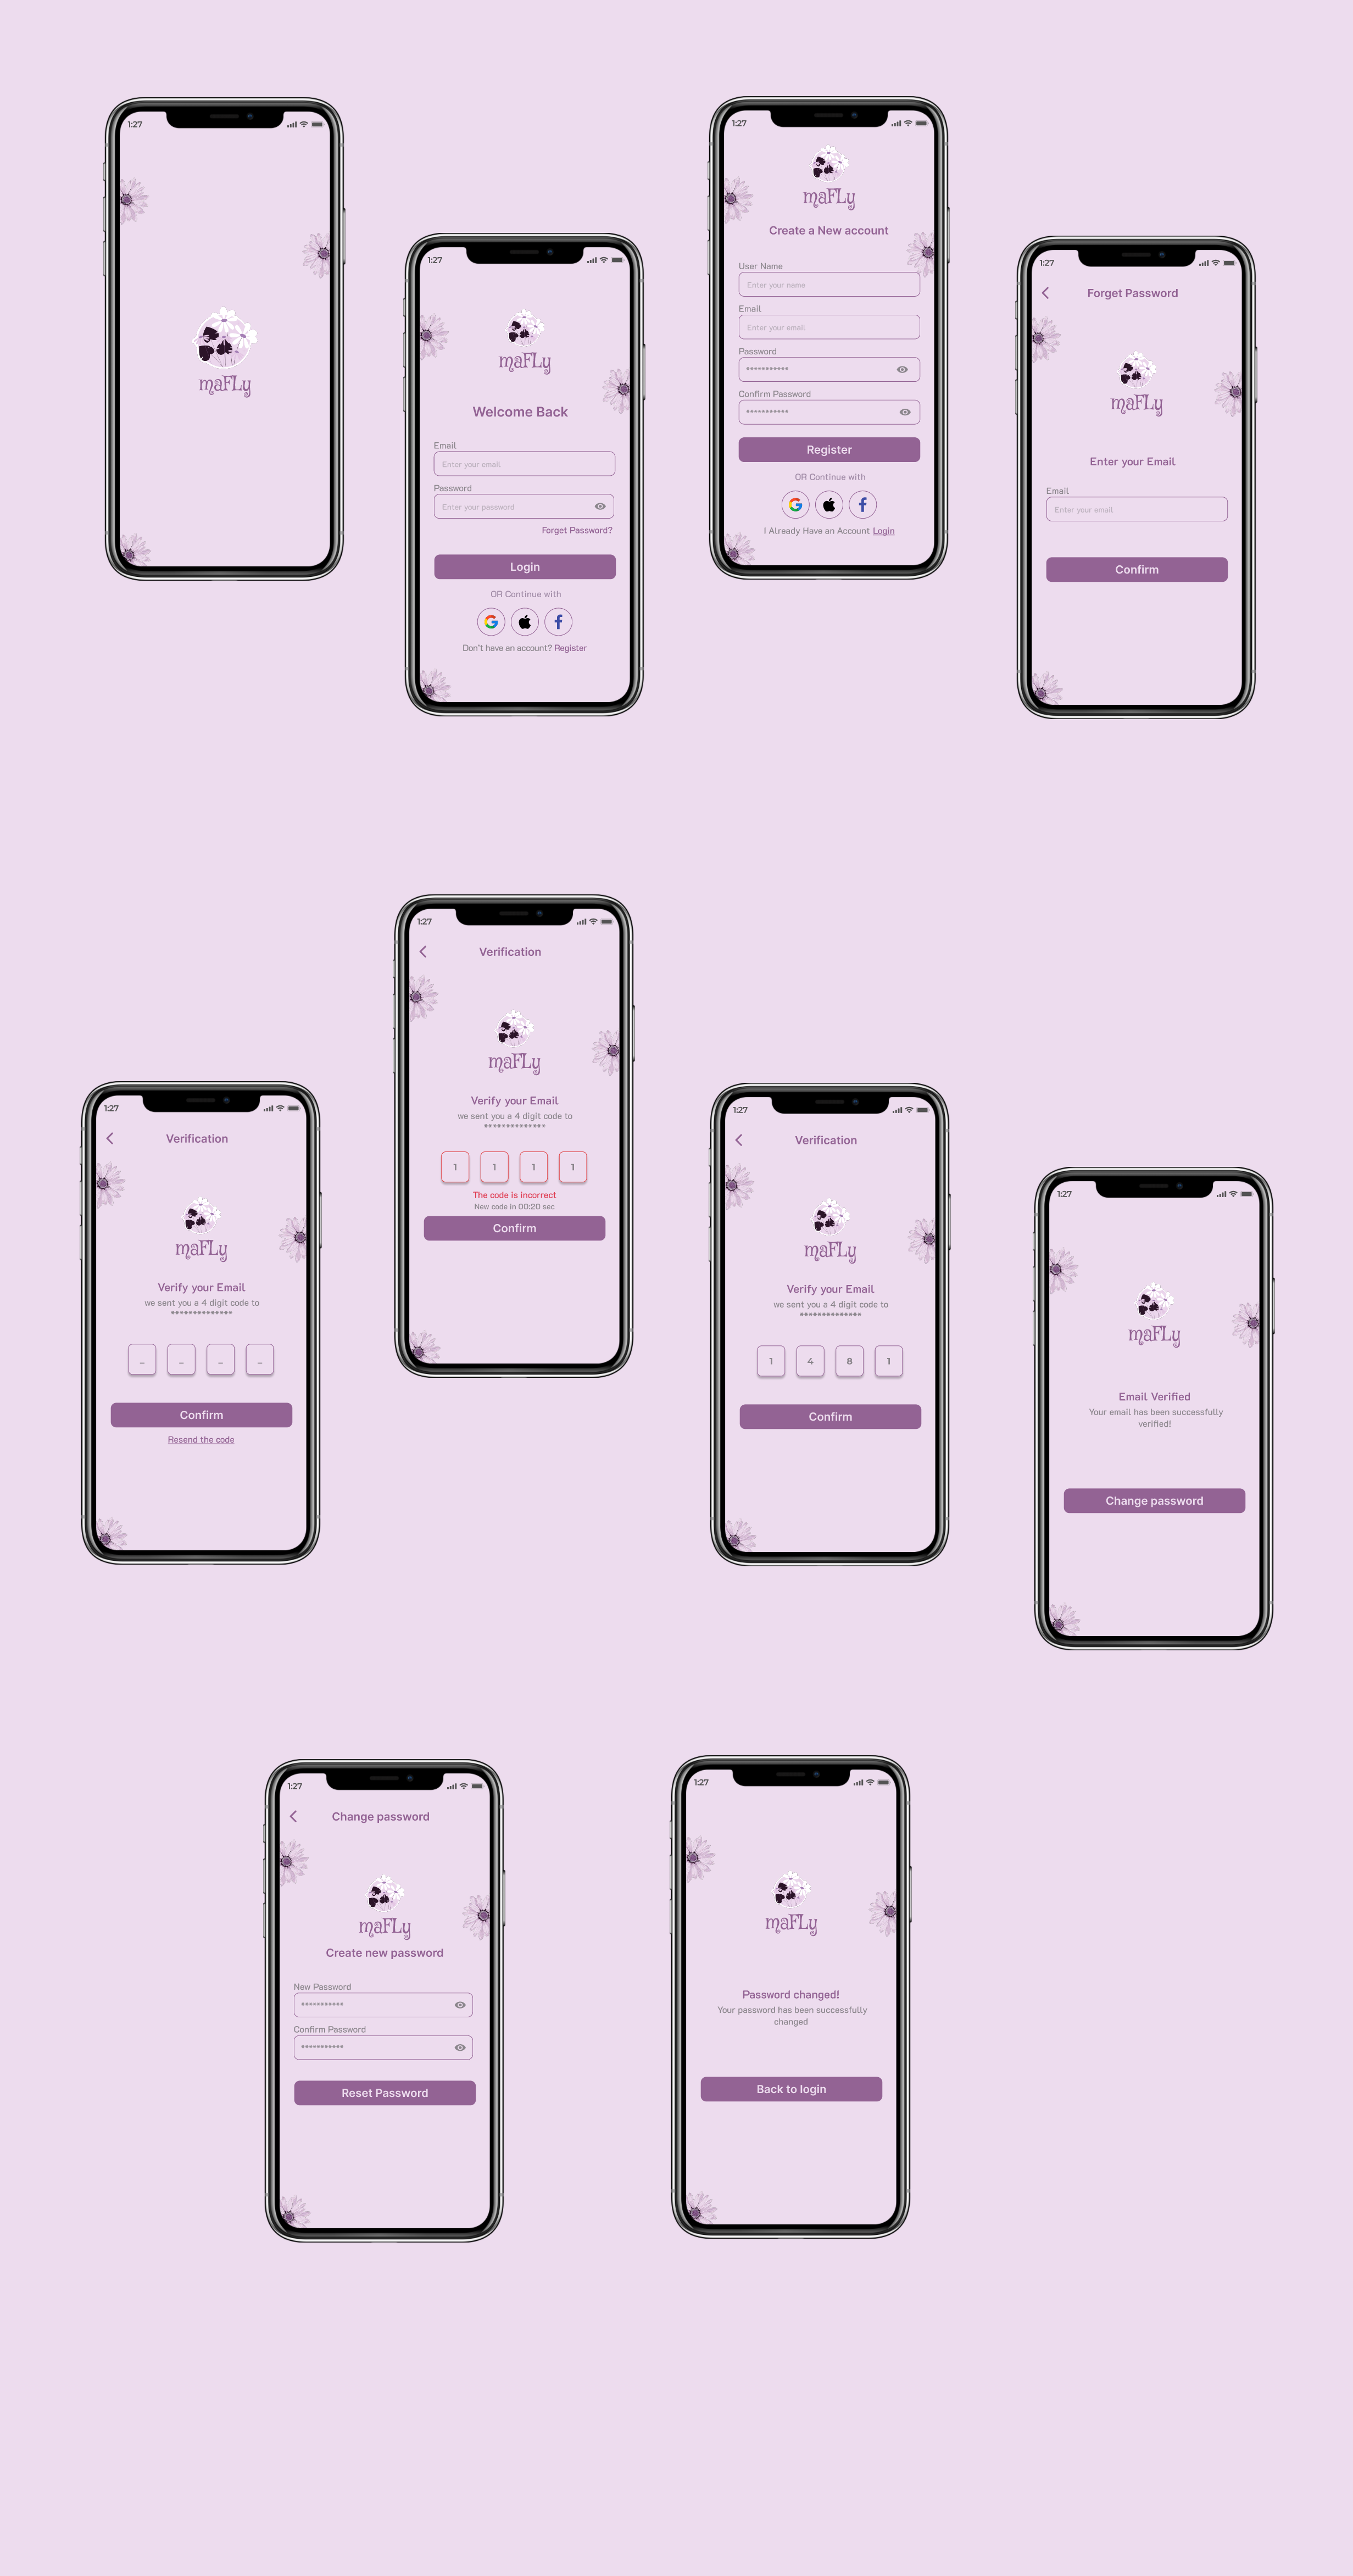 1:27
maFLy
1:27
maFLy
Welcome Back
Email
Enter your email
Password
Enter your password
Forget Password?
Login
OR Continue with
Don't have an account? Register
1:27
maFLy
Create a New account
User Name
Enter your name
Email
Enter your email
Password
***********
Confirm Password
***********
Register
OR Continue with
I Already Have an Account Login
1:27
Forget Password
maFLy
Enter your Email
Email
Enter your email
Confirm
1:27
Verification
maFLy
Verify your Email
we sent you a 4 digit code to
**************
_ _ _ _
Confirm
Resend the code
1:27
Verification
maFLy
Verify your Email
we sent you a 4 digit code to
**************
1 1 1 1
The code is incorrect
New code in 00:20 sec
Confirm
1:27
Verification
maFLy
Verify your Email
we sent you a 4 digit code to
**************
1 4 8 1
Confirm
1:27
maFLy
Email Verified
Your email has been successfully
verified!
Change password
1:27
Change password
maFLy
Create new password
New Password
***********
Confirm Password
***********
Reset Password
1:27
maFLy
Password changed!
Your password has been successfully
changed
Back to login